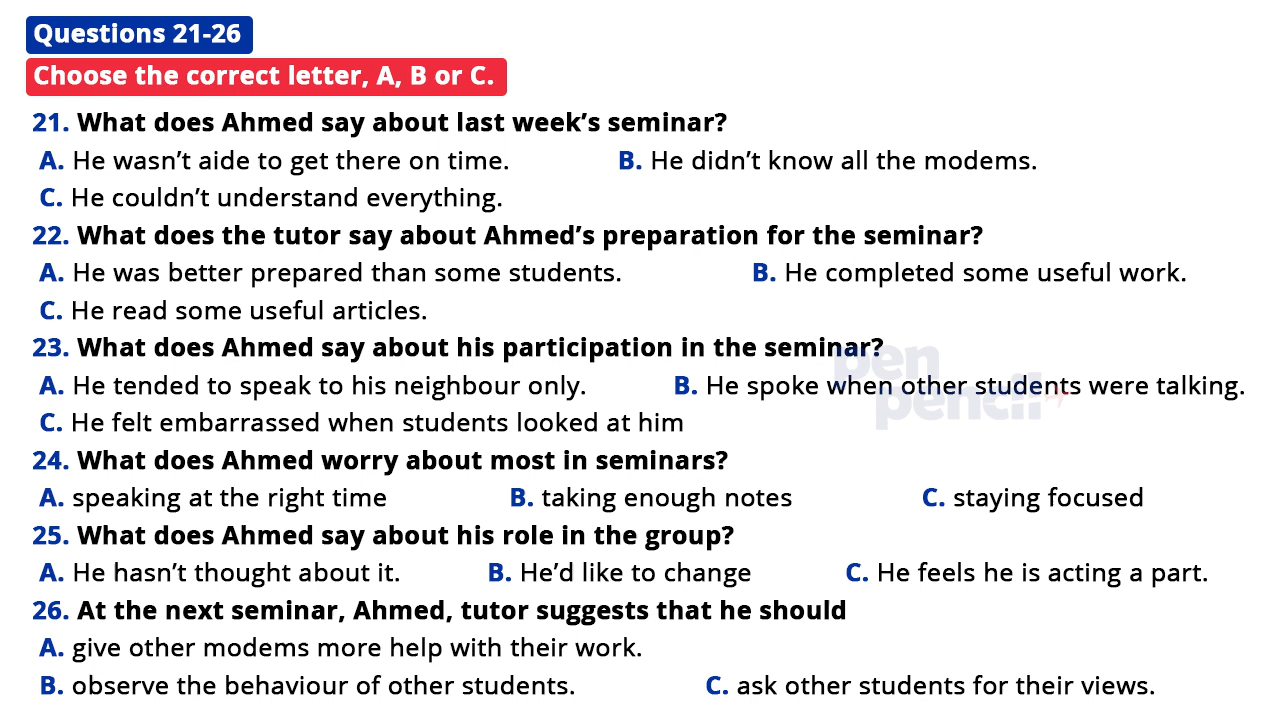 Questions 21-26
Choose the correct letter, A, B or C.
21. What does Ahmed say about last week’s seminar?
A. He wasn’t aide to get there on time. B. He didn’t know all the modems.
C. He couldn’t understand everything.
22. What does the tutor say about Ahmed’s preparation for the seminar?
A. He was better prepared than some students. B. He completed some useful work.
C. He read some useful articles.
23. What does Ahmed say about his participation in the seminar?
A. He tended to speak to his neighbour only. B. He spoke when other students were talking.
C. He felt embarrassed when students looked at him
24. What does Ahmed worry about most in seminars?
A. speaking at the right time B. taking enough notes C. staying focused
25. What does Ahmed say about his role in the group?
A. He hasn’t thought about it. B. He’d like to change C. He feels he is acting a part.
26. At the next seminar, Ahmed, tutor suggests that he should
A. give other modems more help with their work.
B. observe the behaviour of other students. C. ask other students for their views.
pen
pencil